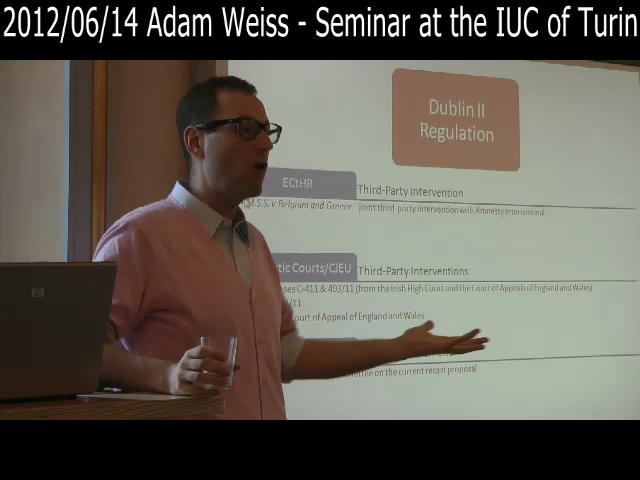 2012/06/14 Adam Weiss - Seminar at the IUC of Turin
Dublin II
Regulation
ECtHR
Third-Party Intervention
M.S.S. v Belgium and Greece
joint third party intervention with Amnesty International
tic Courts/CJEU
Third-Party Interventions
ses C-411 & 493/11 (from the Irish High Court and the Court of Appeals of England and Wales)
/11
ourt of Appeal of England and Wales
on the current recast proposal
hp